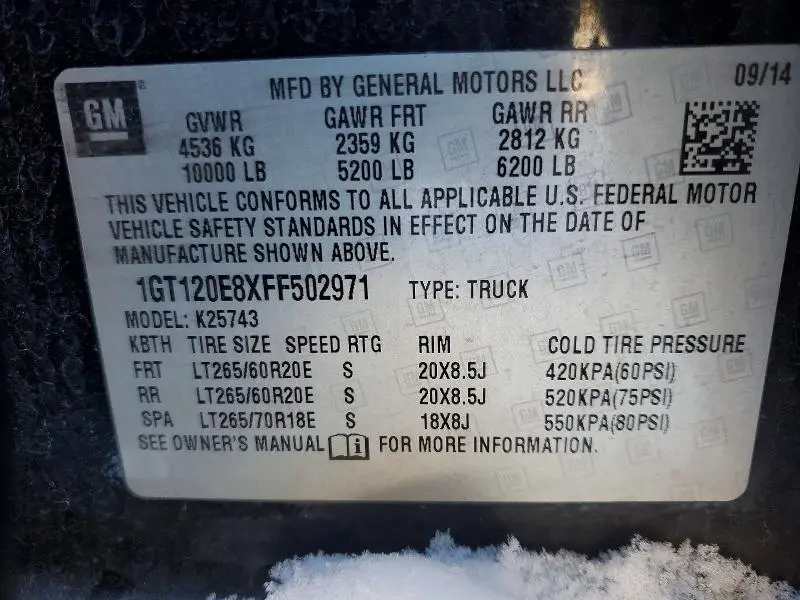 GM
MFD BY GENERAL MOTORS LLC 09/14
GVWR GAWR FRT GAWR RR
4536 KG 2359 KG 2812 KG
10000 LB 5200 LB 6200 LB
THIS VEHICLE CONFORMS TO ALL APPLICABLE U.S. FEDERAL MOTOR
VEHICLE SAFETY STANDARDS IN EFFECT ON THE DATE OF
MANUFACTURE SHOWN ABOVE.
1GT120E8XFF502971 TYPE: TRUCK
MODEL: K25743
KBTH TIRE SIZE SPEED RTG RIM COLD TIRE PRESSURE
FRT LT265/60R20E S 20X8.5J 420KPA(60PSI)
RR LT265/60R20E S 20X8.5J 520KPA(75PSI)
SPA LT265/70R18E S 18X8J 550KPA(80PSI)
SEE OWNER'S MANUAL i FOR MORE INFORMATION.